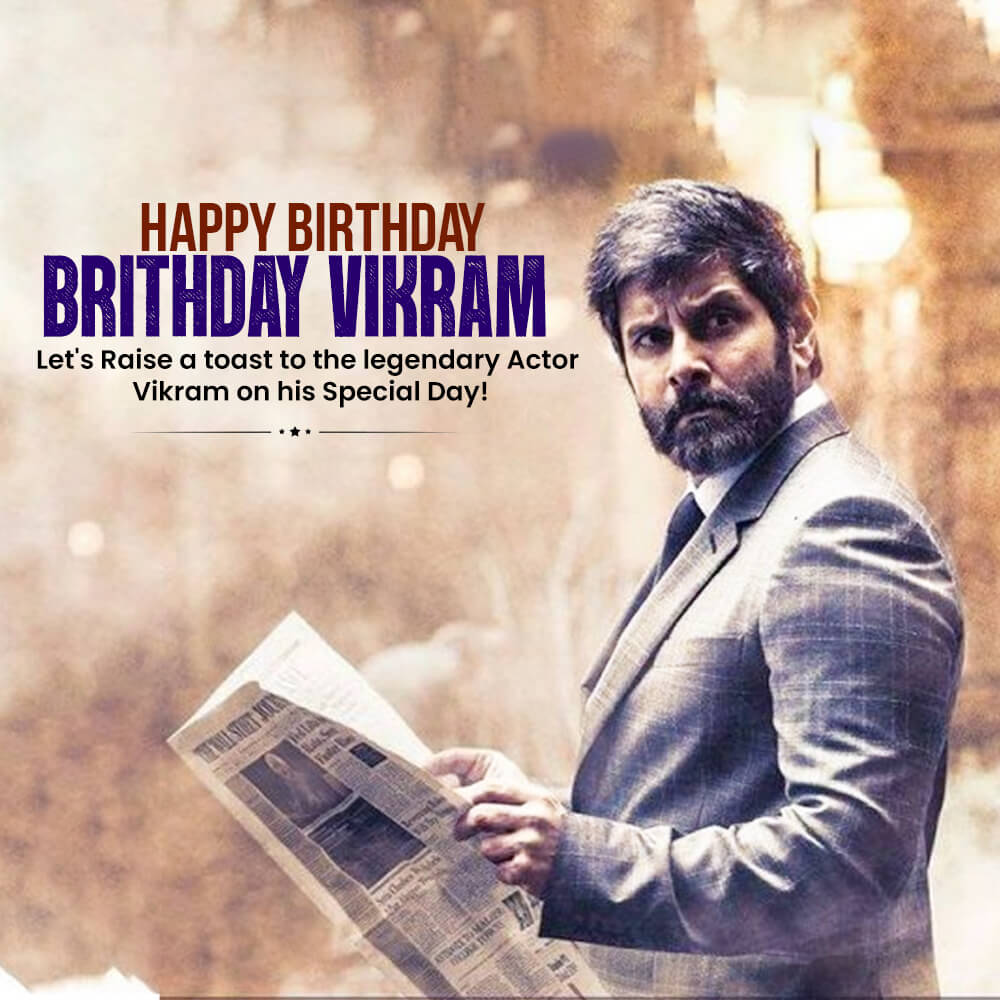 HAPPY BIRTHDAY
BRITHDAY VIKRAM
Let's Raise a toast to the legendary Actor
Vikram on his Special Day!